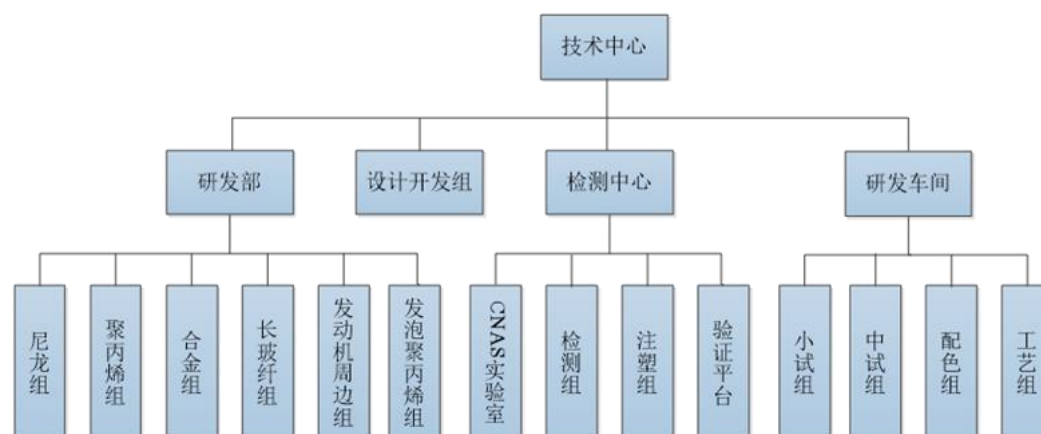 技术中心
研发部
设计开发组
检测中心
研发车间
尼龙组
聚丙烯组
合金组
长玻纤组
发动机周边组
发泡聚丙烯组
CNAS实验室
检测组
注塑组
验证平台
小试组
中试组
配色组
工艺组